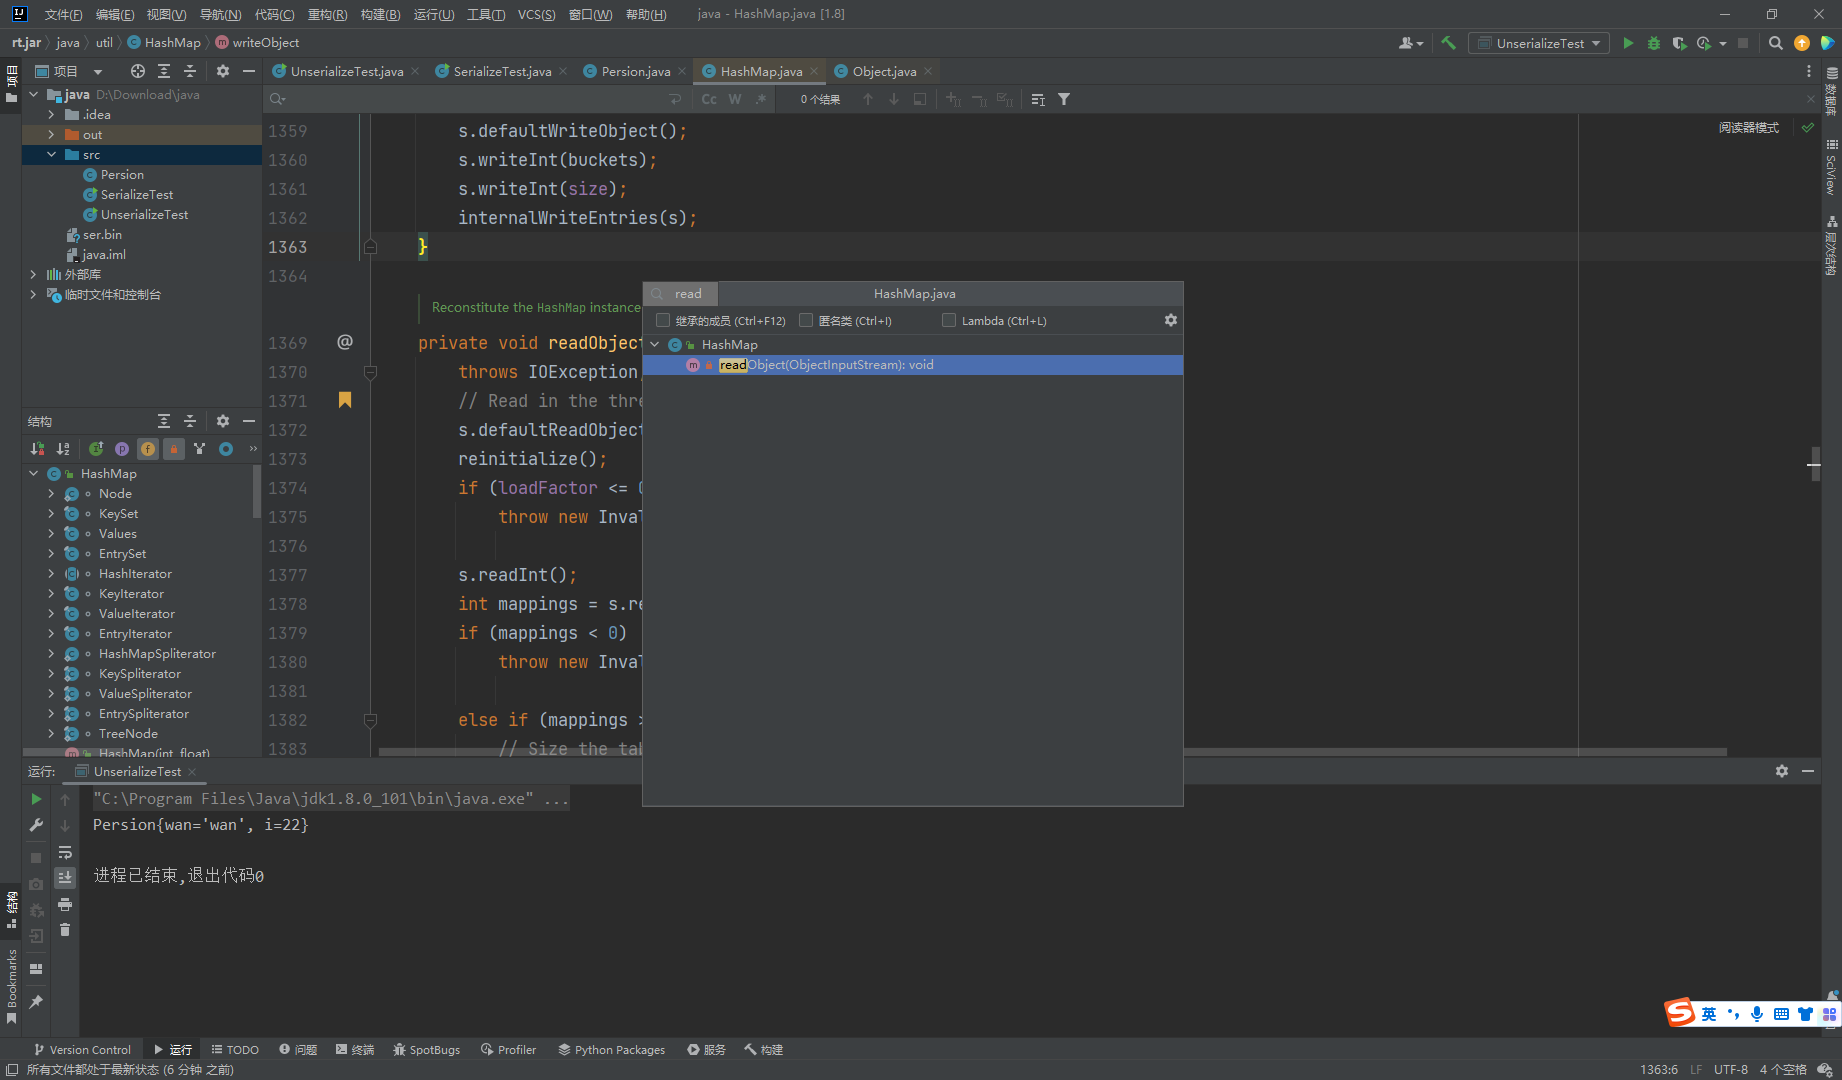 文件(F) 编辑(E) 视图(V) 导航(N) 代码(C) 重构(R) 构建(B) 运行(U) 工具(T) VCS(S) 窗口(W) 帮助(H) java - HashMap.java [1.8]
rt.jar java util HashMap writeObject UnserializeTest
项目
项目
UnserializeTest.java SerializeTest.java Persion.java HashMap.java Object.java
Cc W .* 0 个结果
java D:\Download\java
.idea
out
src
Persion
SerializeTest
UnserializeTest
ser.bin
java.iml
外部库
临时文件和控制台
阅读器模式
数据库
SciView
层次结构
1359 s.defaultWriteObject();
1360 s.writeInt(buckets);
1361 s.writeInt(size);
1362 internalWriteEntries(s);
1363 }
1364
Reconstitute the HashMap instance
1369 @ private void readObject
1370 throws IOException,
1371 // Read in the thre
1372 s.defaultReadObject
1373 reinitialize();
1374 if (loadFactor <= 0
1375 throw new Inval
1376
1377 s.readInt();
1378 int mappings = s.re
1379 if (mappings < 0)
1380 throw new Inval
1381
1382 else if (mappings >
1383 // Size the tab
read HashMap.java
继承的成员 (Ctrl+F12) 匿名类 (Ctrl+I) Lambda (Ctrl+L)
HashMap
readObject(ObjectInputStream): void
结构
HashMap
Node
KeySet
Values
EntrySet
HashIterator
KeyIterator
ValueIterator
EntryIterator
HashMapSpliterator
KeySpliterator
ValueSpliterator
EntrySpliterator
TreeNode
HashMap(int, float)
运行: UnserializeTest
"C:\Program Files\Java\jdk1.8.0_101\bin\java.exe" ...
Persion{wan='wan', i=22}
进程已结束,退出代码0
结构
Bookmarks
英
Version Control 运行 TODO 问题 终端 SpotBugs Profiler Python Packages 服务 构建
所有文件都处于最新状态 (6 分钟 之前) 1363:6 LF UTF-8 4 个空格